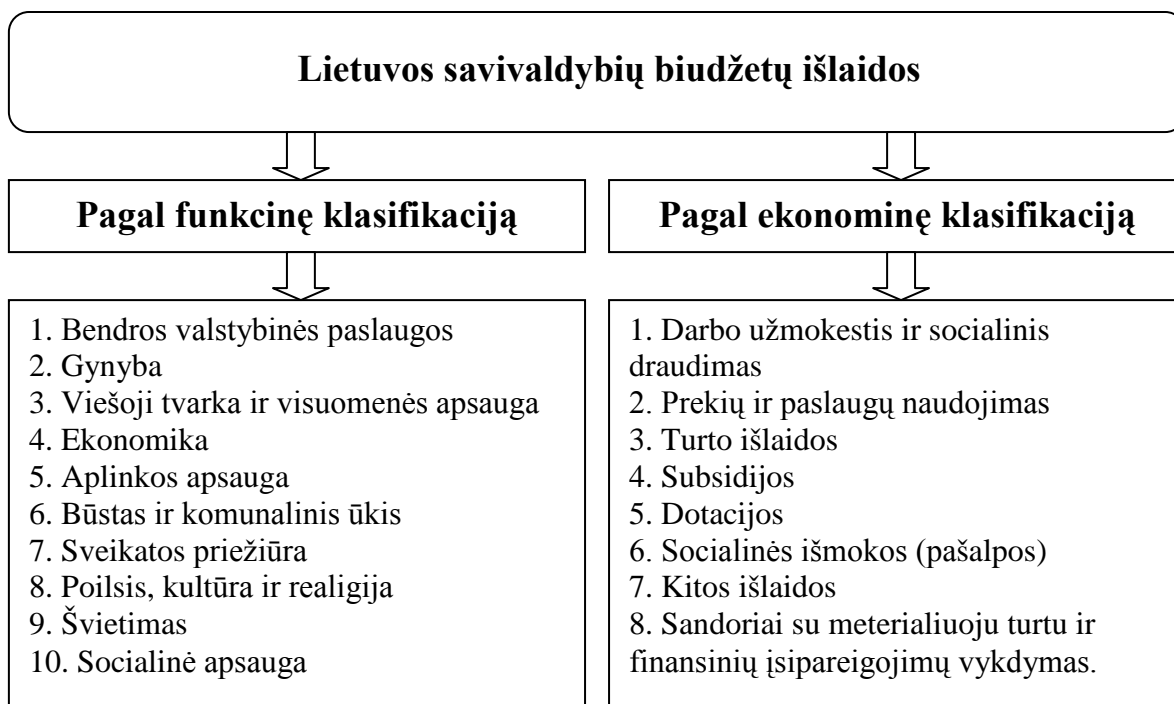 Lietuvos savivaldybių biudžetų išlaidos
Pagal funkcinę klasifikaciją
Pagal ekonominę klasifikaciją
1. Bendros valstybinės paslaugos
2. Gynyba
3. Viešoji tvarka ir visuomenės apsauga
4. Ekonomika
5. Aplinkos apsauga
6. Būstas ir komunalinis ūkis
7. Sveikatos priežiūra
8. Poilsis, kultūra ir realigija
9. Švietimas
10. Socialinė apsauga
1. Darbo užmokestis ir socialinis
draudimas
2. Prekių ir paslaugų naudojimas
3. Turto išlaidos
4. Subsidijos
5. Dotacijos
6. Socialinės išmokos (pašalpos)
7. Kitos išlaidos
8. Sandoriai su meterialiuoju turtu ir
finansinių įsipareigojimų vykdymas.